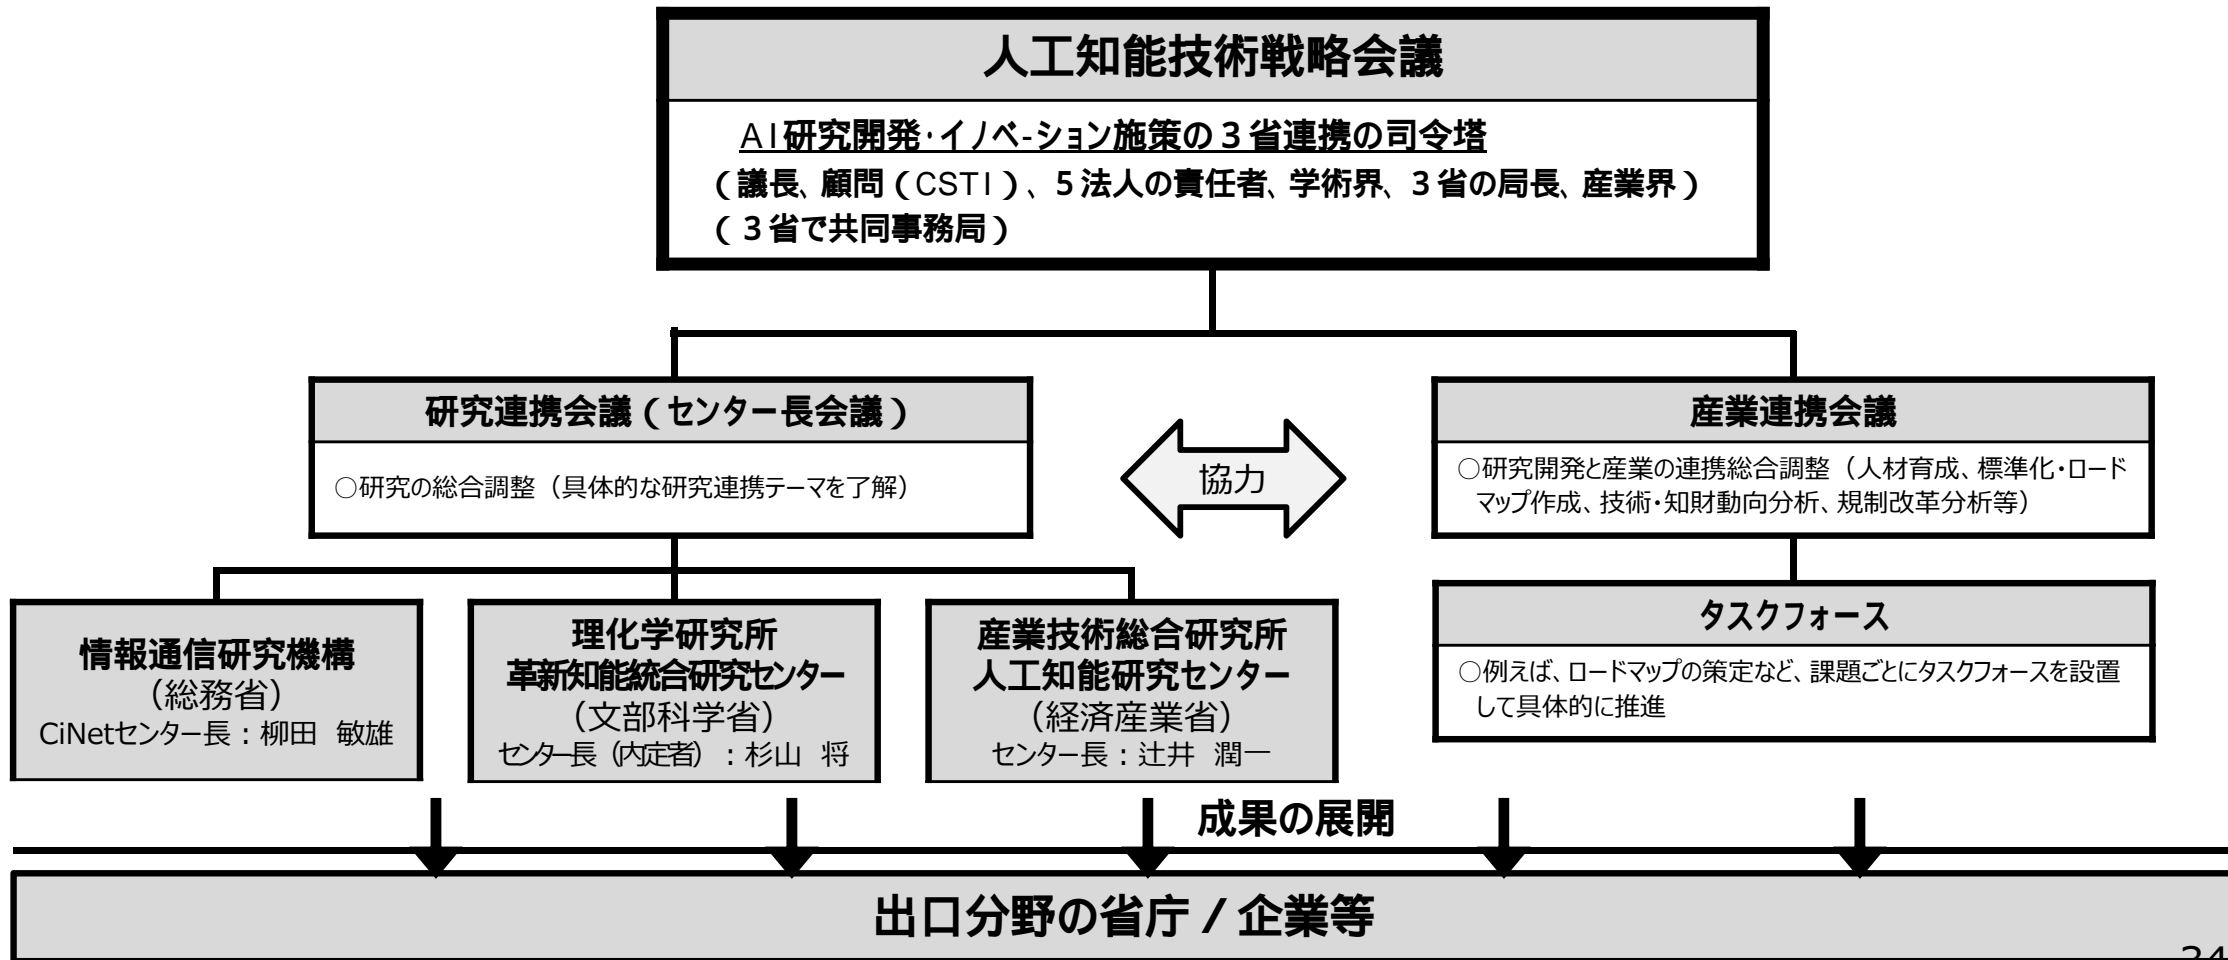 人工知能技術戦略会議
AI研究開発・イノベーション施策の3省連携の司令塔
(議長、顧問(CSTI)、5法人の責任者、学術界、3省の局長、産業界)
(3省で共同事務局)
研究連携会議(センター長会議)
○研究の総合調整(具体的な研究連携テーマを了解)
協力
産業連携会議
○研究開発と産業の連携総合調整(人材育成、標準化・ロード
マップ作成、技術・知財動向分析、規制改革分析等)
情報通信研究機構
(総務省)
CiNetセンター長:柳田 敏雄
理化学研究所
革新知能統合研究センター
(文部科学省)
センター長(内定者):杉山 将
産業技術総合研究所
人工知能研究センター
(経済産業省)
センター長:辻井 潤一
タスクフォース
○例えば、ロードマップの策定など、課題ごとにタスクフォースを設置
して具体的に推進
成果の展開
出口分野の省庁/企業等